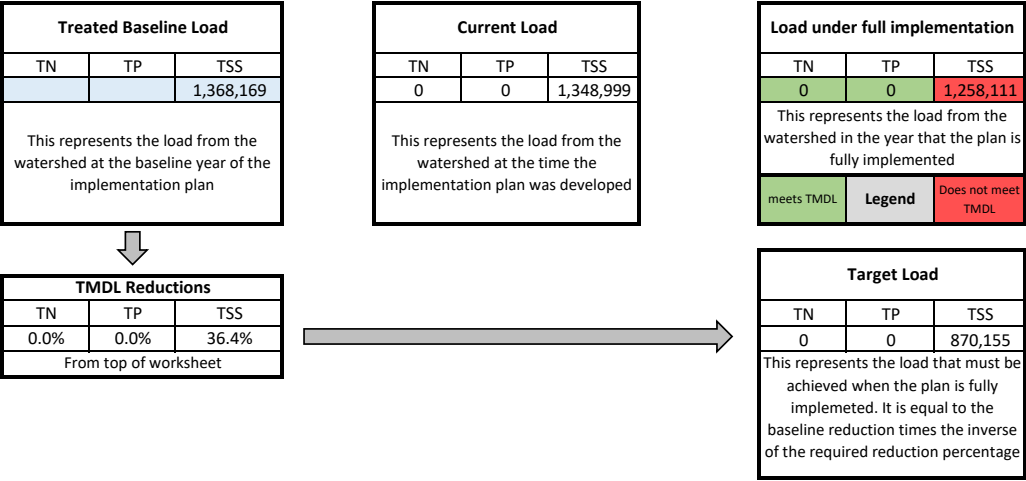 Treated Baseline Load
TN TP TSS
1,368,169
This represents the load from the
watershed at the baseline year of the
implementation plan
Current Load
TN TP TSS
0 0 1,348,999
This represents the load from the
watershed at the time the
implementation plan was developed
Load under full implementation
TN TP TSS
0 0 1,258,111
This represents the load from the
watershed in the year that the plan is
fully implemented
meets TMDL
Legend
Does not meet
TMDL
TMDL Reductions
TN TP TSS
0.0% 0.0% 36.4%
From top of worksheet
Target Load
TN TP TSS
0 0 870,155
This represents the load that must be
achieved when the plan is fully
implemeted. It is equal to the
baseline reduction times the inverse
of the required reduction percentage